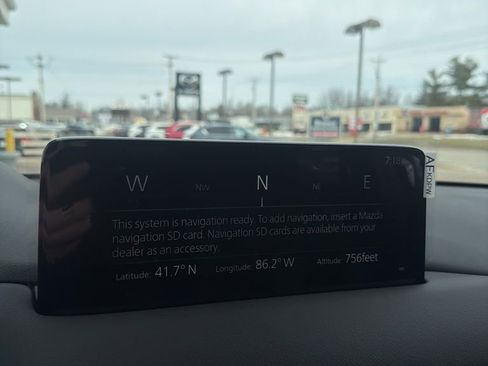 7:18
W NW N NE E
This system is navigation ready. To add navigation, insert a Mazda
navigation SD card. Navigation SD cards are available from your
dealer as an accessory.
Latitude: 41.7° N Longitude: 86.2° W Altitude: 756feet
AFKDPW